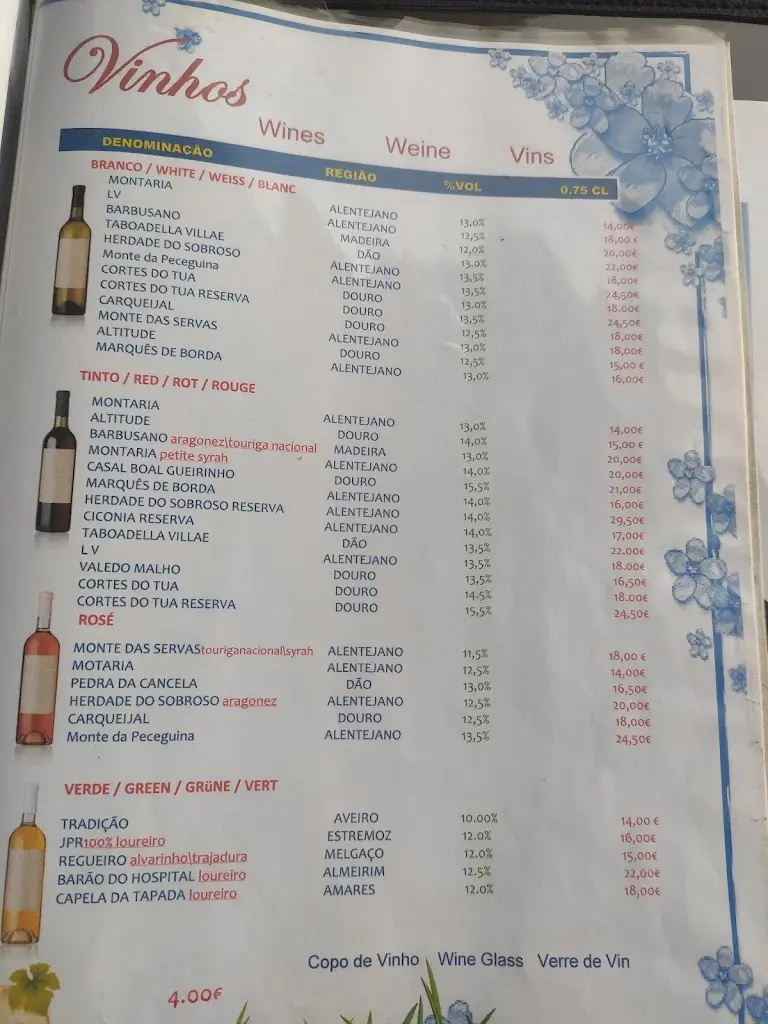 Vinhos
Wines Weine Vins
DENOMINAÇÃO REGIÃO %VOL 0,75 CL
BRANCO / WHITE / WEISS / BLANC
MONTARIA ALENTEJANO 13,0% 14,00€
LV ALENTEJANO 12,5% 18,00 €
BARBUSANO MADEIRA 12,0% 20,00€
TABOADELLA VILLAE DÃO 13.0% 22,00€
HERDADE DO SOBROSO ALENTEJANO 13,5% 18,00€
Monte da Peceguina ALENTEJANO 13,5% 24,50€
CORTES DO TUA DOURO 13.0% 18.00€
CORTES DO TUA RESERVA DOURO 13,5% 24,50€
CARQUEIJAL DOURO 12,5% 18,00€
MONTE DAS SERVAS ALENTEJANO 13,0% 18,00€
ALTITUDE DOURO 12,5% 15,00 €
MARQUÊS DE BORDA ALENTEJANO 13,0% 16,00€
TINTO / RED / ROT / ROUGE
MONTARIA ALENTEJANO 13,0% 14,00€
ALTITUDE DOURO 14,0% 15,00 €
BARBUSANO aragonez\touriga nacional MADEIRA 13,0% 20,00€
MONTARIA petite syrah ALENTEJANO 14,0% 20,00€
CASAL BOAL GUEIRINHO DOURO 15,5% 21,00€
MARQUÊS DE BORDA ALENTEJANO 14,0% 16,00€
HERDADE DO SOBROSO RESERVA ALENTEJANO 14,0% 29,50€
CICONIA RESERVA ALENTEJANO 14,0% 17,00€
TABOADELLA VILLAE DÃO 13,5% 22.00€
L V ALENTEJANO 13,5% 18.00€
VALEDO MALHO DOURO 13,5% 16,50€
CORTES DO TUA DOURO 14.5% 18.00€
CORTES DO TUA RESERVA DOURO 15,5% 24,50€
ROSÉ
MONTE DAS SERVAStouriganacional\syrah ALENTEJANO 11,5% 18,00 €
MOTARIA ALENTEJANO 12,5% 14,00€
PEDRA DA CANCELA DÃO 13,0% 16,50€
HERDADE DO SOBROSO aragonez ALENTEJANO 12,5% 20,00€
CARQUEIJAL DOURO 12,5% 18,00€
Monte da Peceguina ALENTEJANO 13,5% 24,50€
VERDE / GREEN / GRüNE / VERT
TRADIÇÃO AVEIRO 10.00% 14,00 €
JPR100% loureiro ESTREMOZ 12.0% 16,00€
REGUEIRO alvarinho\trajadura MELGAÇO 12.0% 15,00€
BARÃO DO HOSPITAL loureiro ALMEIRIM 12.5% 22,00€
CAPELA DA TAPADA loureiro AMARES 12.0% 18,00€
Copo de Vinho Wine Glass Verre de Vin
4.00€